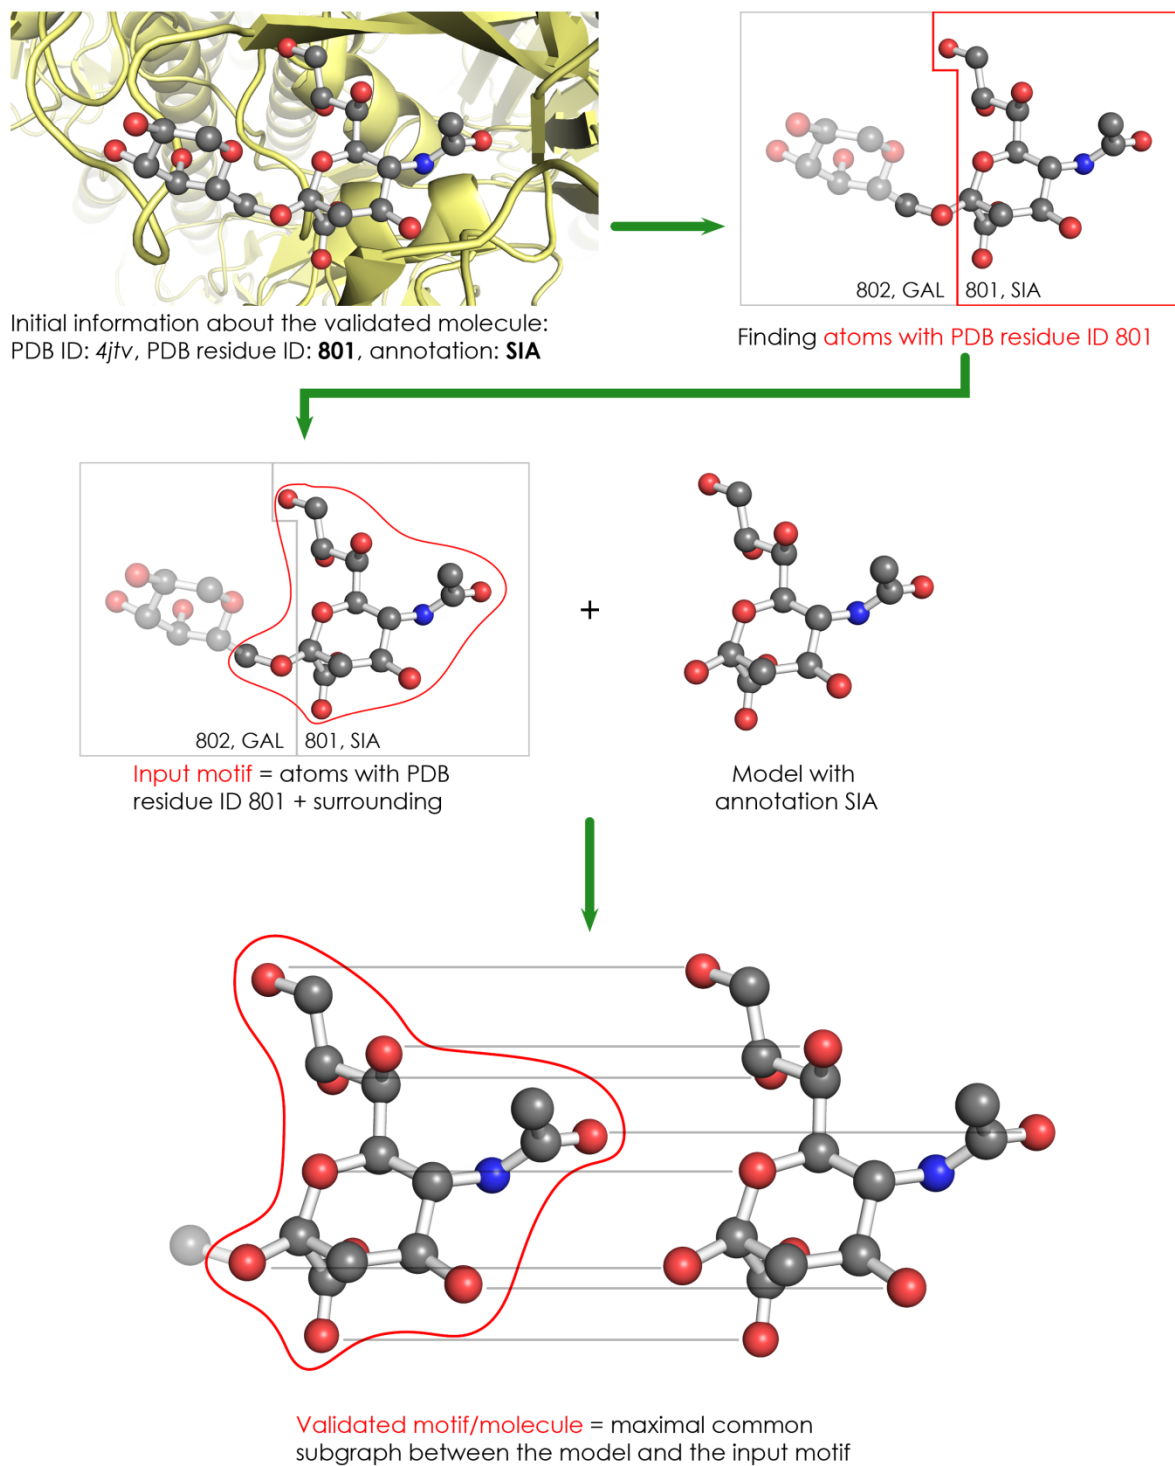 Initial information about the validated molecule:
PDB ID: 4jtv, PDB residue ID: 801, annotation: SIA
802, GAL
801, SIA
Finding atoms with PDB residue ID 801
802, GAL
801, SIA
Input motif = atoms with PDB
residue ID 801 + surrounding
+
Model with
annotation SIA
Validated motif/molecule = maximal common
subgraph between the model and the input motif